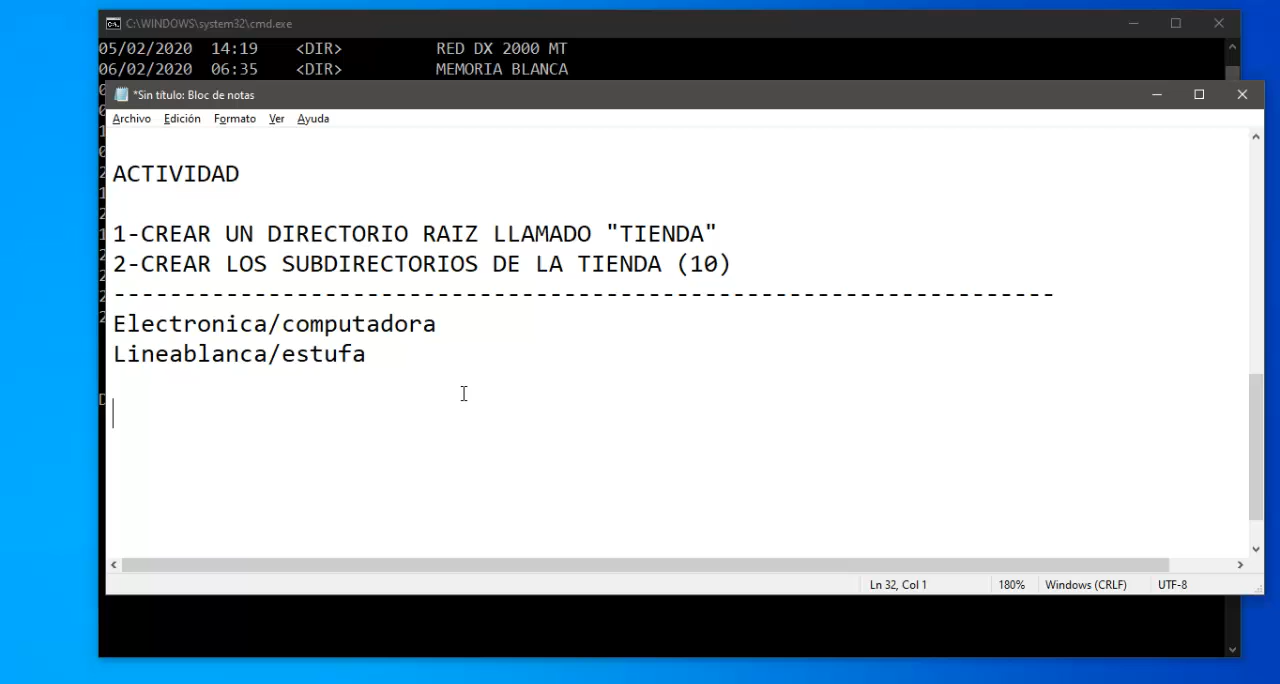 C:\WINDOWS\system32\cmd.exe
05/02/2020 14:19 <DIR> RED DX 2000 MT
06/02/2020 06:35 <DIR> MEMORIA BLANCA
*Sin título: Bloc de notas
Archivo Edición Formato Ver Ayuda
ACTIVIDAD
1-CREAR UN DIRECTORIO RAIZ LLAMADO "TIENDA"
2-CREAR LOS SUBDIRECTORIOS DE LA TIENDA (10)
-------------------------------------------------------------------
Electronica/computadora
Lineablanca/estufa
Ln 32, Col 1 180% Windows (CRLF) UTF-8